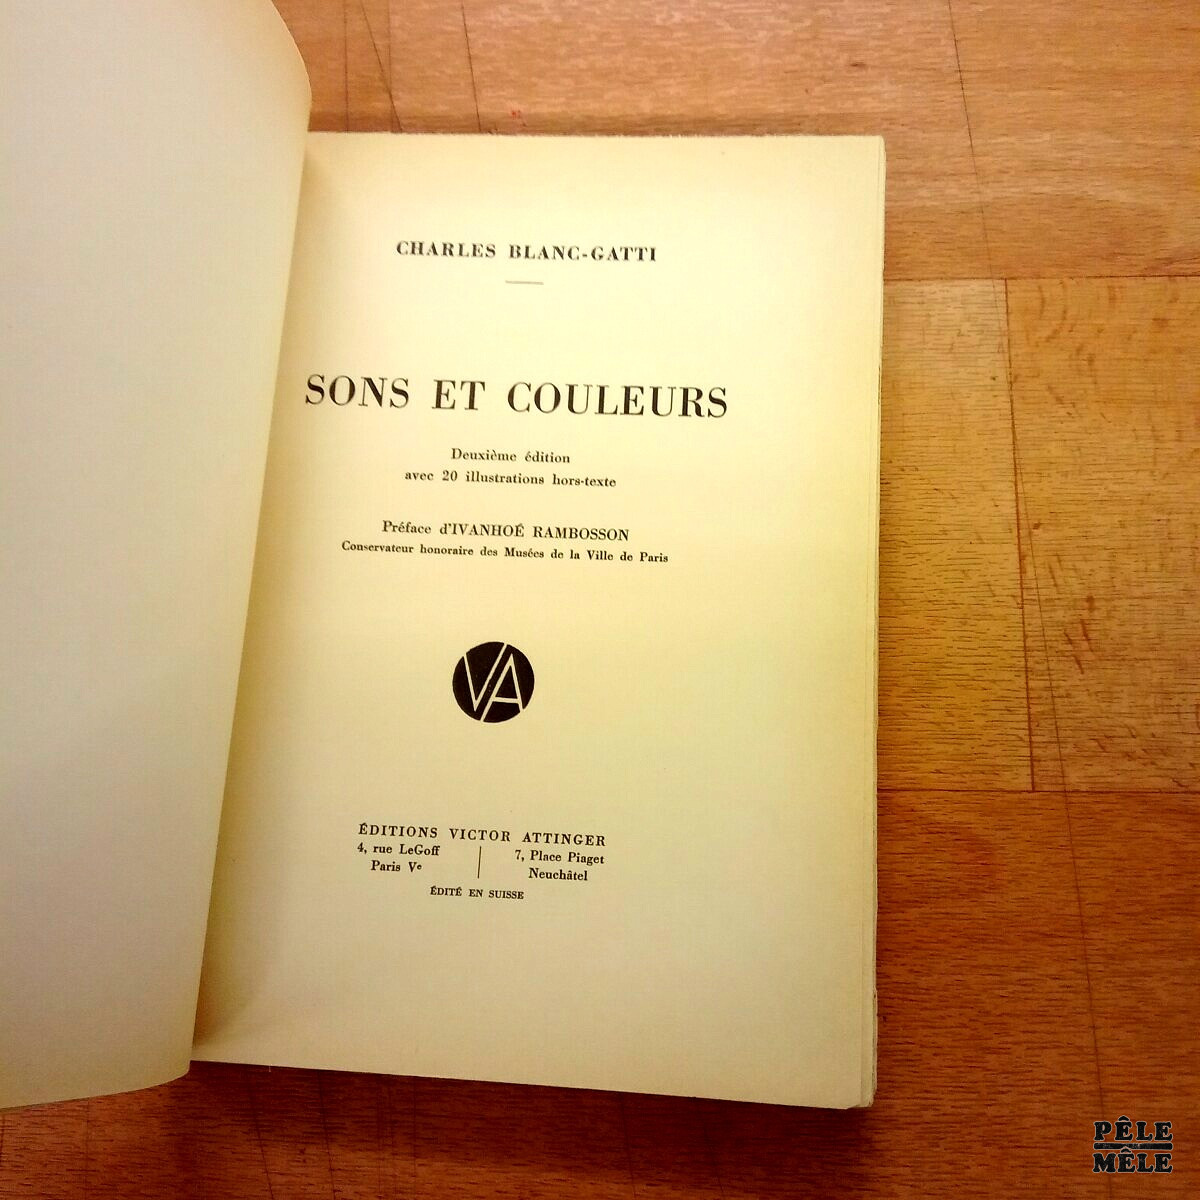 CHARLES BLANC-GATTI
SONS ET COULEURS
Deuxième édition
avec 20 illustrations hors-texte
Préface d'IVANHOÉ RAMBOSSON
Conservateur honoraire des Musées de la Ville de Paris
VA
ÉDITIONS VICTOR ATTINGER
4, rue LeGoff
Paris Ve
7, Place Piaget
Neuchâtel
ÉDITÉ EN SUISSE
PÊLE
MÊLE